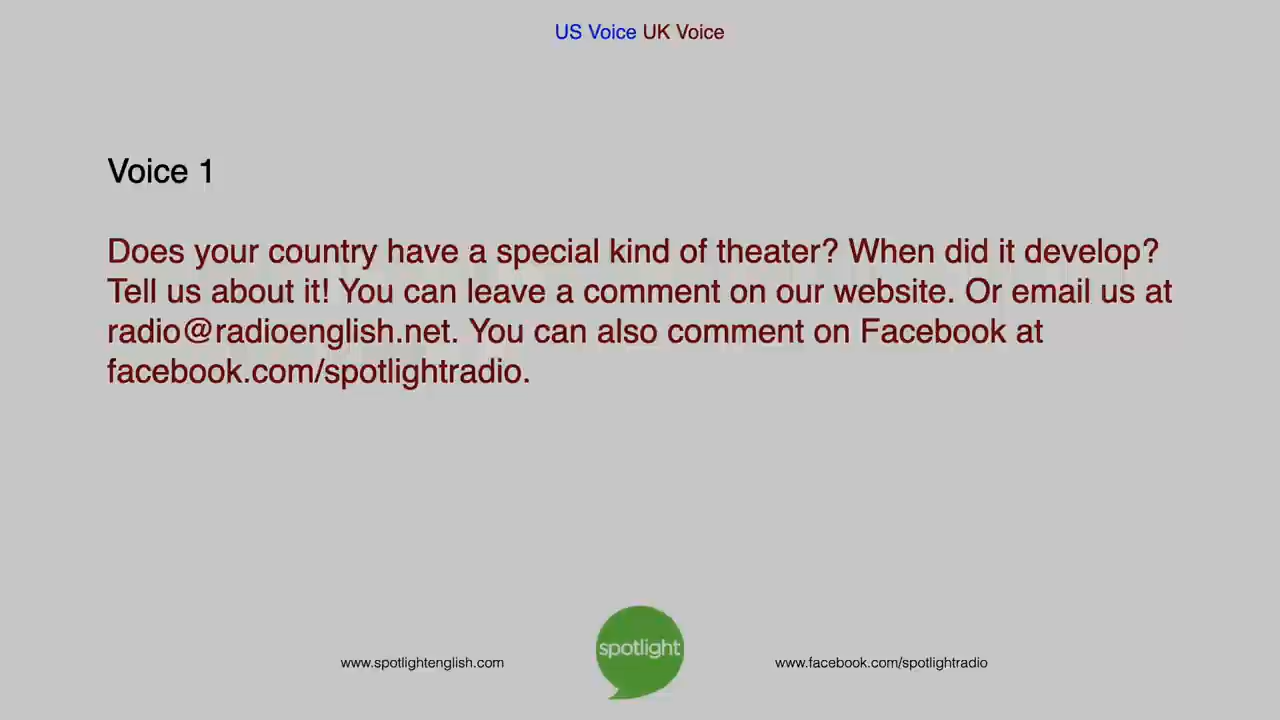 US Voice UK Voice
Voice 1
Does your country have a special kind of theater? When did it develop?
Tell us about it! You can leave a comment on our website. Or email us at
radio@radioenglish.net. You can also comment on Facebook at
facebook.com/spotlightradio.
spotlight
www.spotlightenglish.com
www.facebook.com/spotlightradio